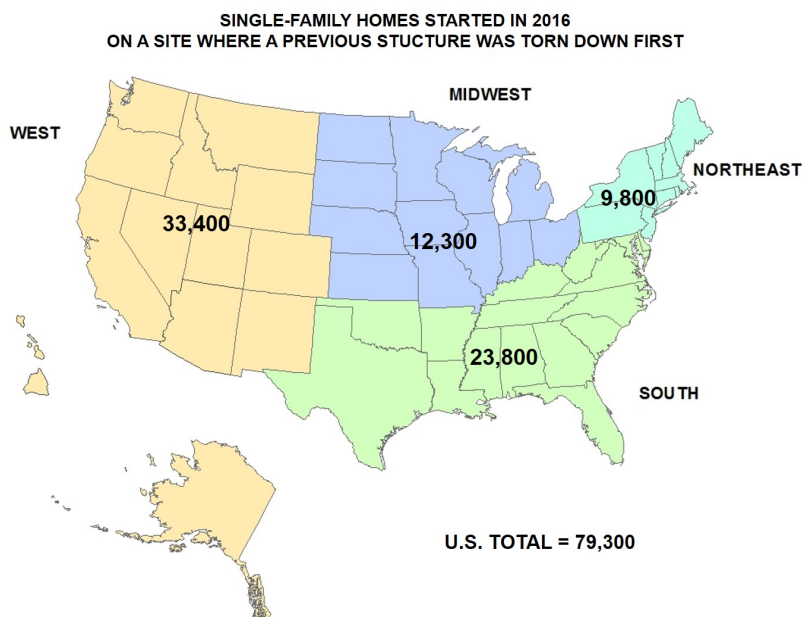 SINGLE-FAMILY HOMES STARTED IN 2016
ON A SITE WHERE A PREVIOUS STUCTURE WAS TORN DOWN FIRST
MIDWEST
WEST
NORTHEAST
9,800
33,400
12,300
23,800
SOUTH
U.S. TOTAL = 79,300